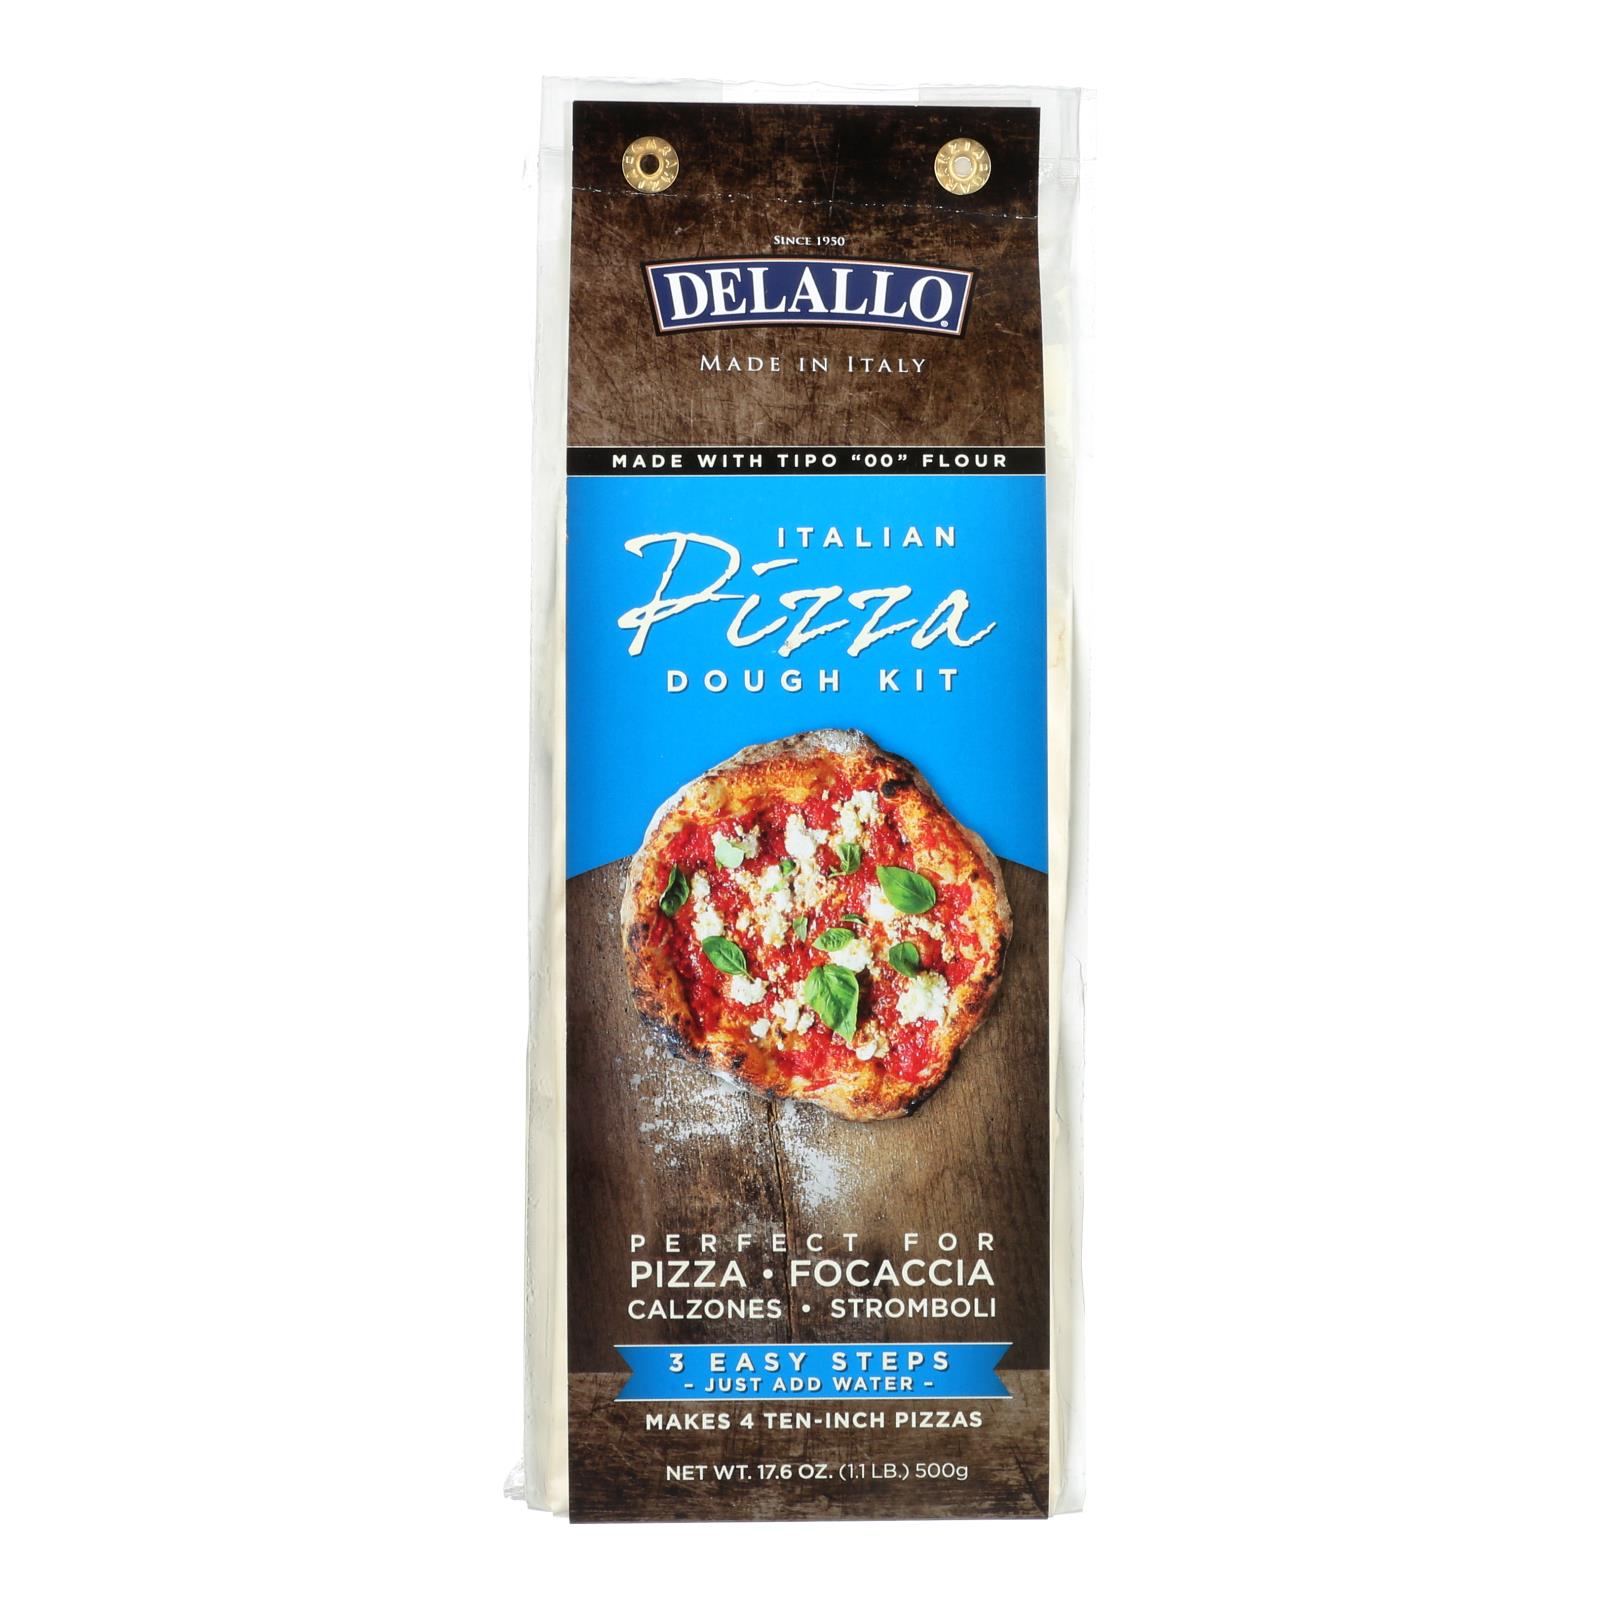 SINCE 1950
DELALLO®
MADE IN ITALY
MADE WITH TIPO “00” FLOUR
ITALIAN
Pizza
DOUGH KIT
PERFECT FOR
PIZZA • FOCACCIA
CALZONES • STROMBOLI
3 EASY STEPS
- JUST ADD WATER -
MAKES 4 TEN-INCH PIZZAS
NET WT. 17.6 OZ. (1.1 LB.) 500g